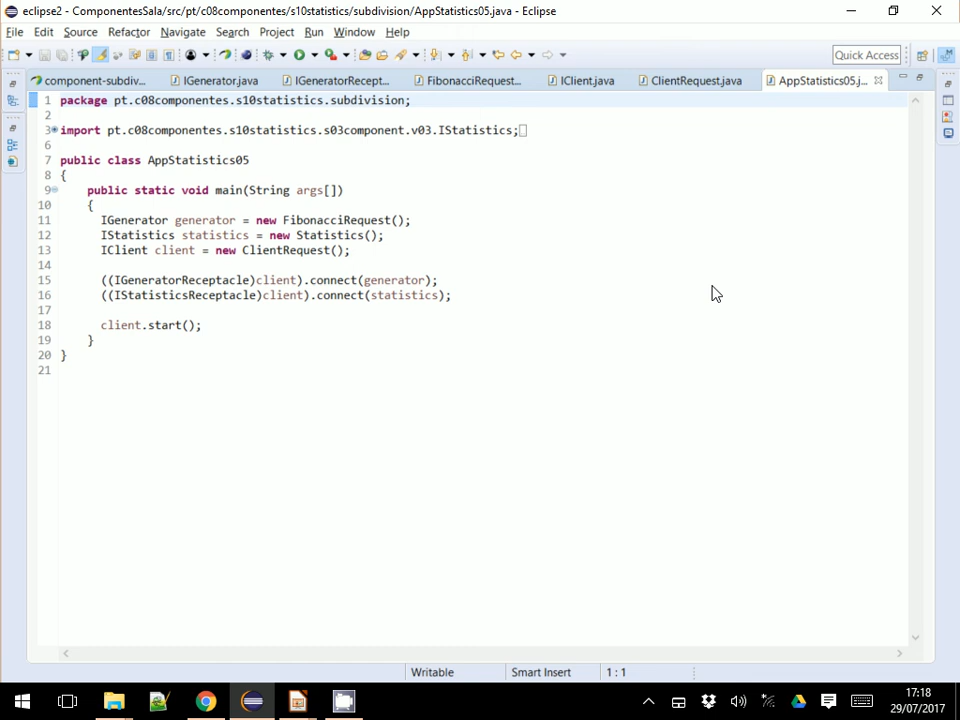 eclipse2 - ComponentesSala/src/pt/c08componentes/s10statistics/subdivision/AppStatistics05.java - Eclipse
File Edit Source Refactor Navigate Search Project Run Window Help
Quick Access
component-subdiv... IGenerator.java IGeneratorRecept... FibonacciRequest... IClient.java ClientRequest.java AppStatistics05.j...
1 package pt.c08componentes.s10statistics.subdivision;
2
3 import pt.c08componentes.s10statistics.s03component.v03.IStatistics;
6
7 public class AppStatistics05
8 {
9 public static void main(String args[])
10 {
11 IGenerator generator = new FibonacciRequest();
12 IStatistics statistics = new Statistics();
13 IClient client = new ClientRequest();
14
15 ((IGeneratorReceptacle)client).connect(generator);
16 ((IStatisticsReceptacle)client).connect(statistics);
17
18 client.start();
19 }
20 }
21
Writable Smart Insert 1 : 1
17:18
29/07/2017